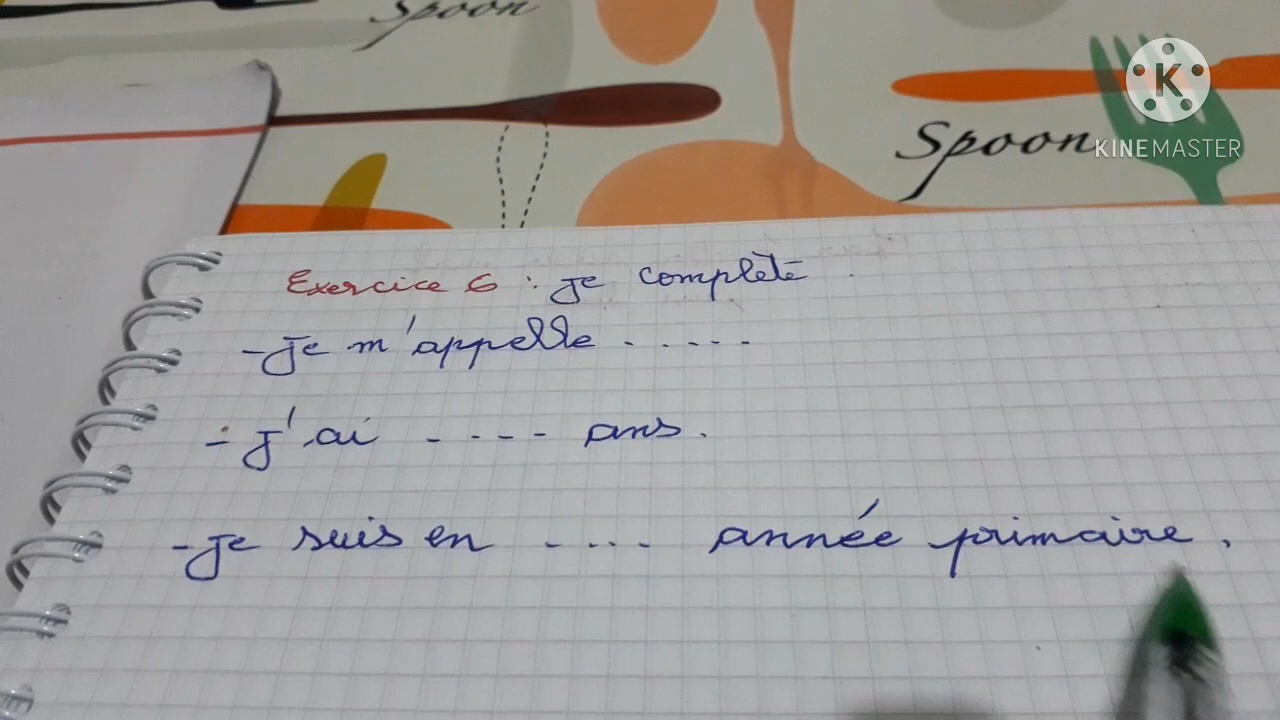 Spoon
Spoon
KINEMASTER
Exercice 6 : je complète .
- je m'appelle . . . . .
- j'ai - - - - ans.
- je suis en - . . . année primaire.